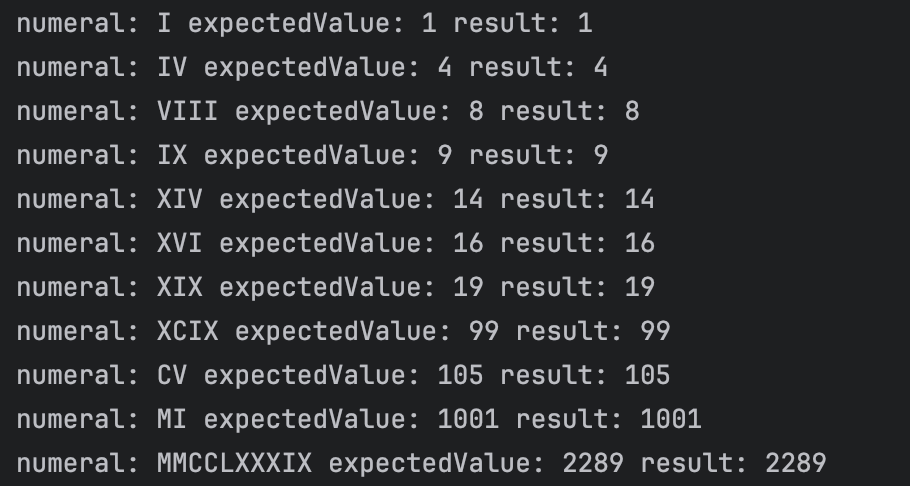 numeral: I expectedValue: 1 result: 1
numeral: IV expectedValue: 4 result: 4
numeral: VIII expectedValue: 8 result: 8
numeral: IX expectedValue: 9 result: 9
numeral: XIV expectedValue: 14 result: 14
numeral: XVI expectedValue: 16 result: 16
numeral: XIX expectedValue: 19 result: 19
numeral: XCIX expectedValue: 99 result: 99
numeral: CV expectedValue: 105 result: 105
numeral: MI expectedValue: 1001 result: 1001
numeral: MMCCLXXXIX expectedValue: 2289 result: 2289